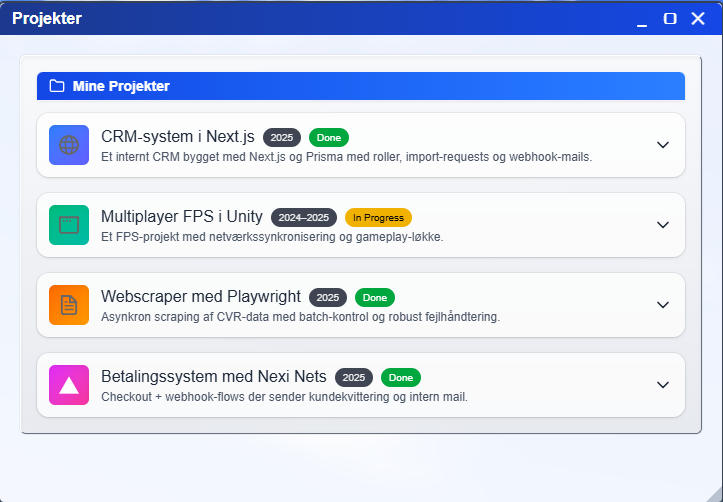 Projekter
Mine Projekter
CRM-system i Next.js 2025 Done
Et internt CRM bygget med Next.js og Prisma med roller, import-requests og webhook-mails.
Multiplayer FPS i Unity 2024–2025 In Progress
Et FPS-projekt med netværkssynkronisering og gameplay-løkke.
Webscraper med Playwright 2025 Done
Asynkron scraping af CVR-data med batch-kontrol og robust fejlhåndtering.
Betalingssystem med Nexi Nets 2025 Done
Checkout + webhook-flows der sender kundekvittering og intern mail.